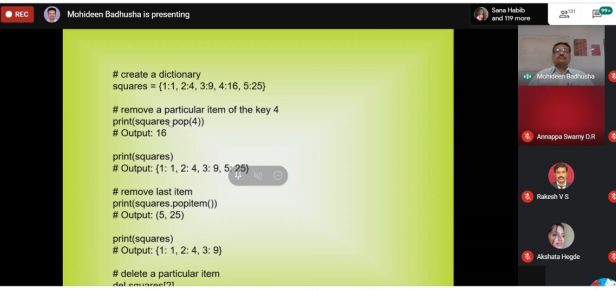 REC
Mohideen Badhusha is presenting
Sana Habib
and 119 more
131
99+
# create a dictionary
squares = {1:1, 2:4, 3:9, 4:16, 5:25}
# remove a particular item of the key 4
print(squares.pop(4))
# Output: 16
print(squares)
# Output: {1: 1, 2: 4, 3: 9, 5: 25}
# remove last item
print(squares.popitem())
# Output: (5, 25)
print(squares)
# Output: {1: 1, 2: 4, 3: 9}
# delete a particular item
del squares[2]
Mohideen Badhusha
Annappa Swamy D.R
Rakesh V S
Akshata Hegde